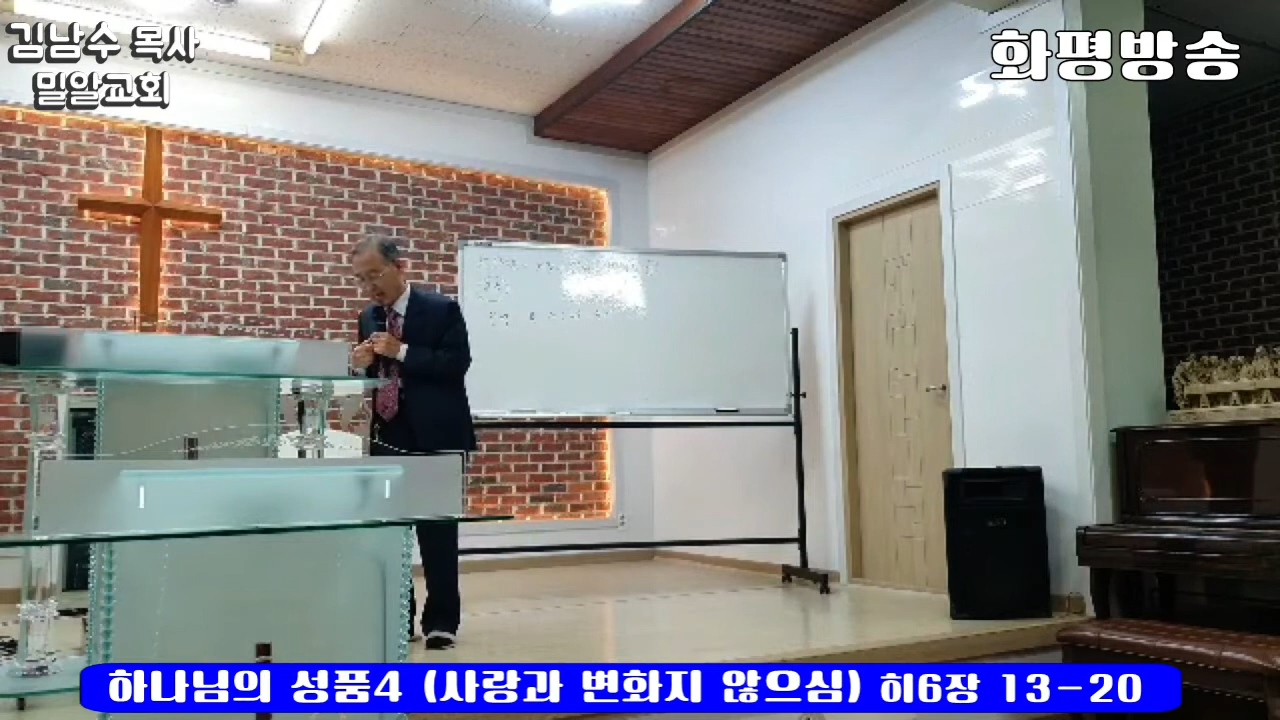 김남수 목사
밀알교회
화평방송
하나님의 성품4 (사랑과 변화지 않으심) 히6장 13-20